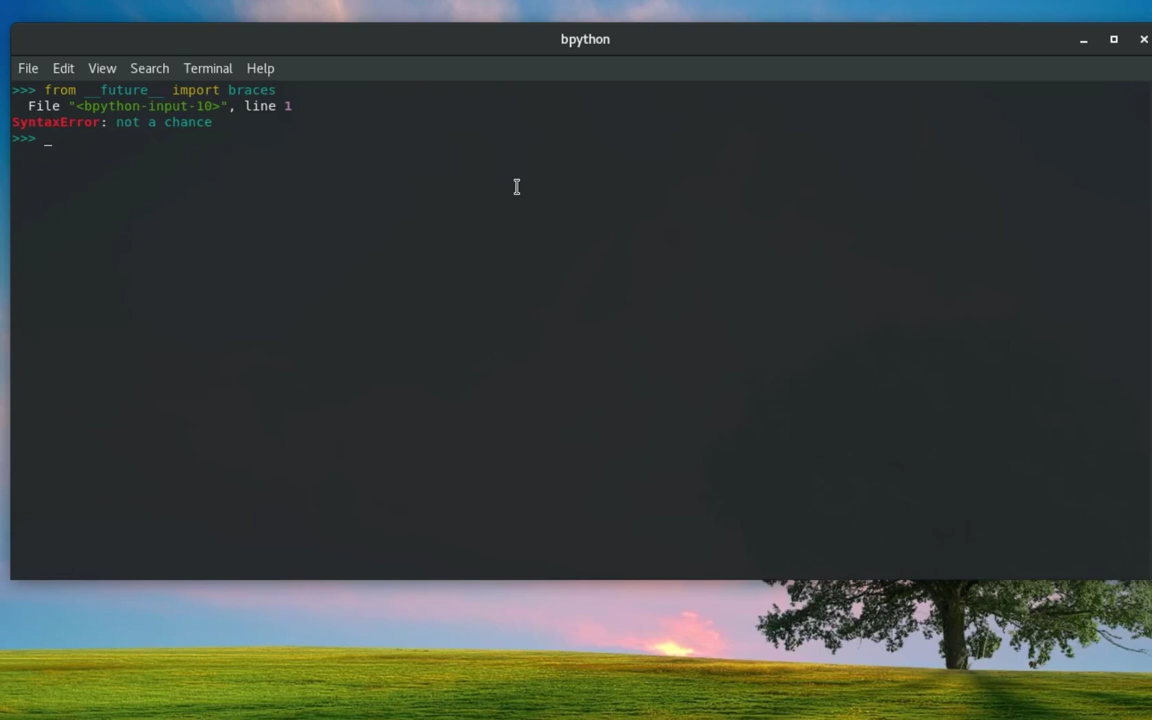 bpython
File Edit View Search Terminal Help
>>> from __future__ import braces
  File "<bpython-input-10>", line 1
SyntaxError: not a chance
>>> _